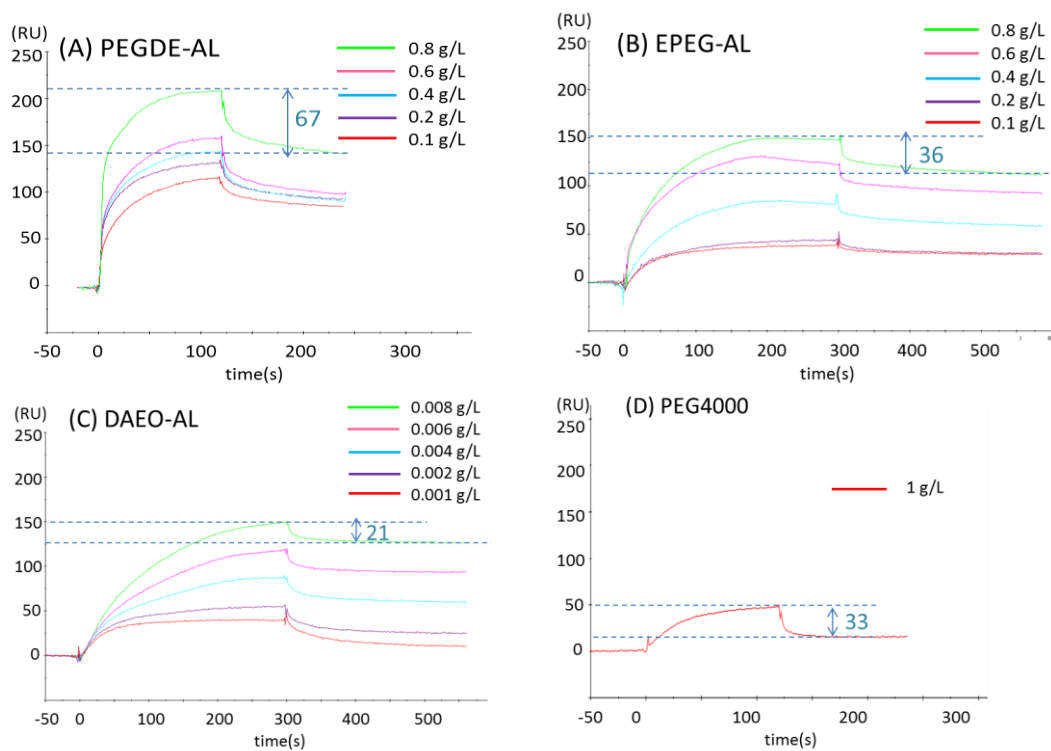 (RU)
(A) PEGDE-AL
0.8 g/L
0.6 g/L
0.4 g/L
0.2 g/L
0.1 g/L
250
200
150
100
50
0
67
-50 0 100 200 300
time(s)
(RU)
(B) EPEG-AL
0.8 g/L
0.6 g/L
0.4 g/L
0.2 g/L
0.1 g/L
250
200
150
100
50
0
36
-50 0 100 200 300 400 500
time(s)
(RU)
(C) DAEO-AL
0.008 g/L
0.006 g/L
0.004 g/L
0.002 g/L
0.001 g/L
250
200
150
100
50
0
21
-50 0 100 200 300 400 500
time(s)
(RU)
(D) PEG4000
1 g/L
250
200
150
100
50
0
33
-50 0 100 200 300
time(s)